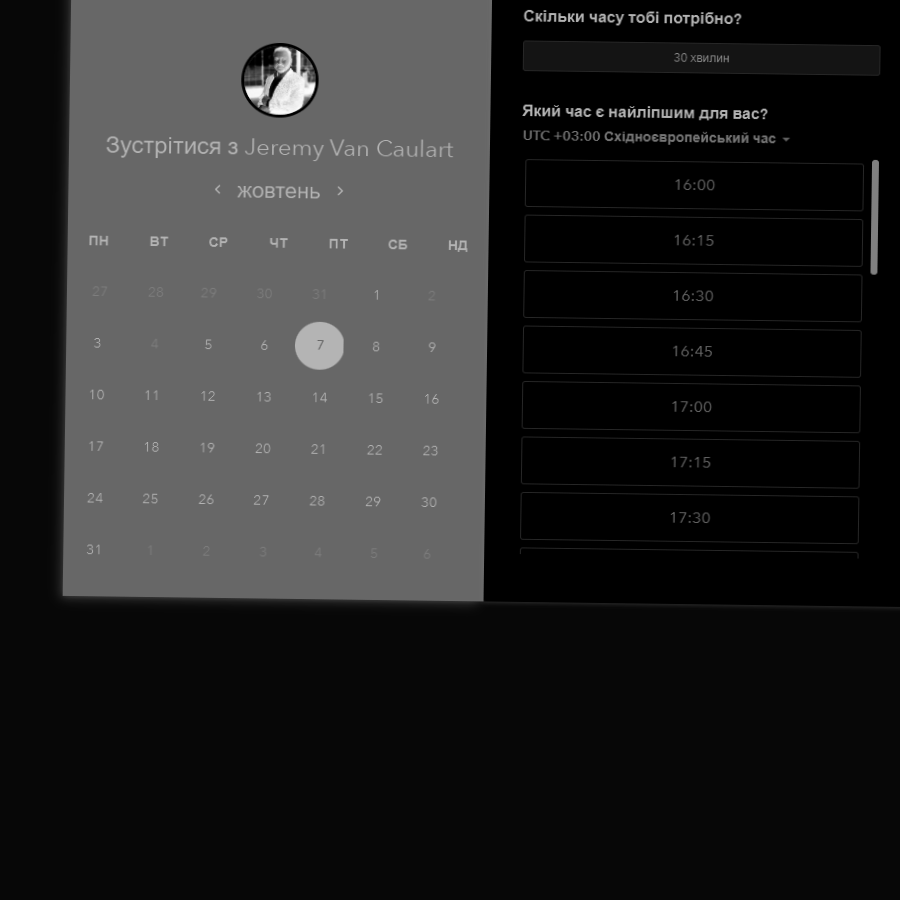 Зустрітися з Jeremy Van Caulart
жовтень
ПН ВТ СР ЧТ ПТ СБ НД
27 28 29 30 31 1 2
3 4 5 6 7 8 9
10 11 12 13 14 15 16
17 18 19 20 21 22 23
24 25 26 27 28 29 30
31 1 2 3 4 5 6
Скільки часу тобі потрібно?
30 хвилин
Який час є найліпшим для вас?
UTC +03:00 Східноєвропейський час
16:00
16:15
16:30
16:45
17:00
17:15
17:30